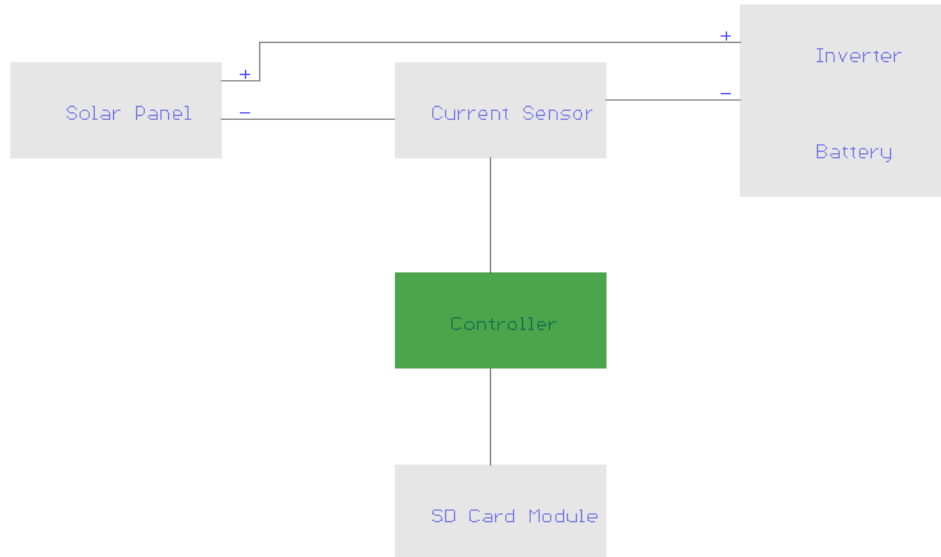 +
Inverter
+
Solar Panel
−
Current Sensor
−
Battery
Controller
SD Card Module